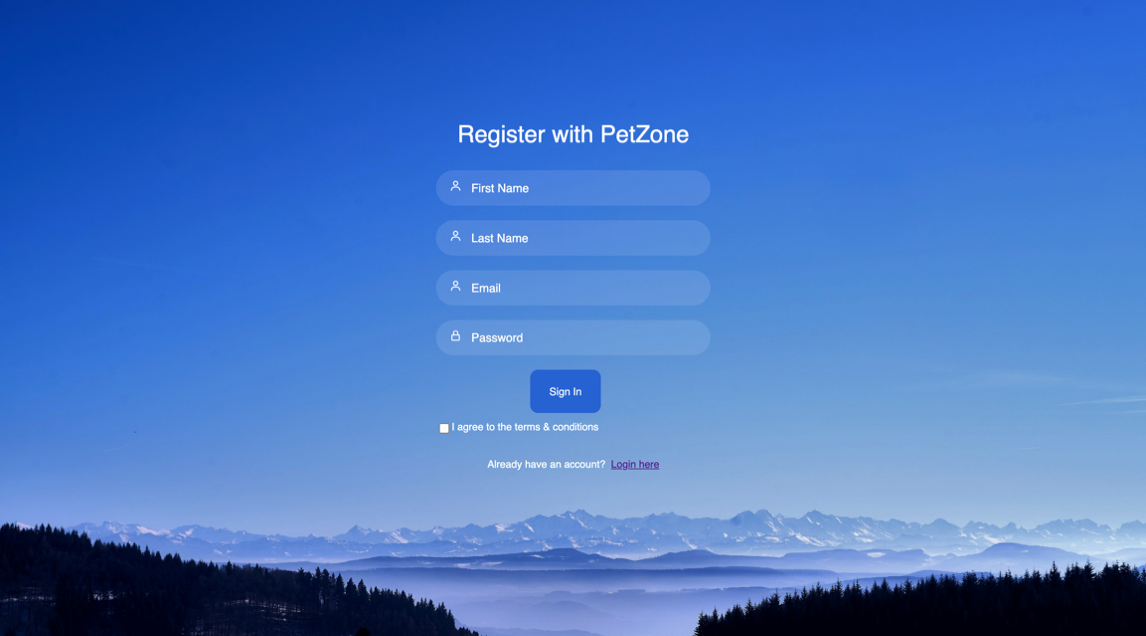 Register with PetZone
First Name
Last Name
Email
Password
Sign In
I agree to the terms & conditions
Already have an account? Login here